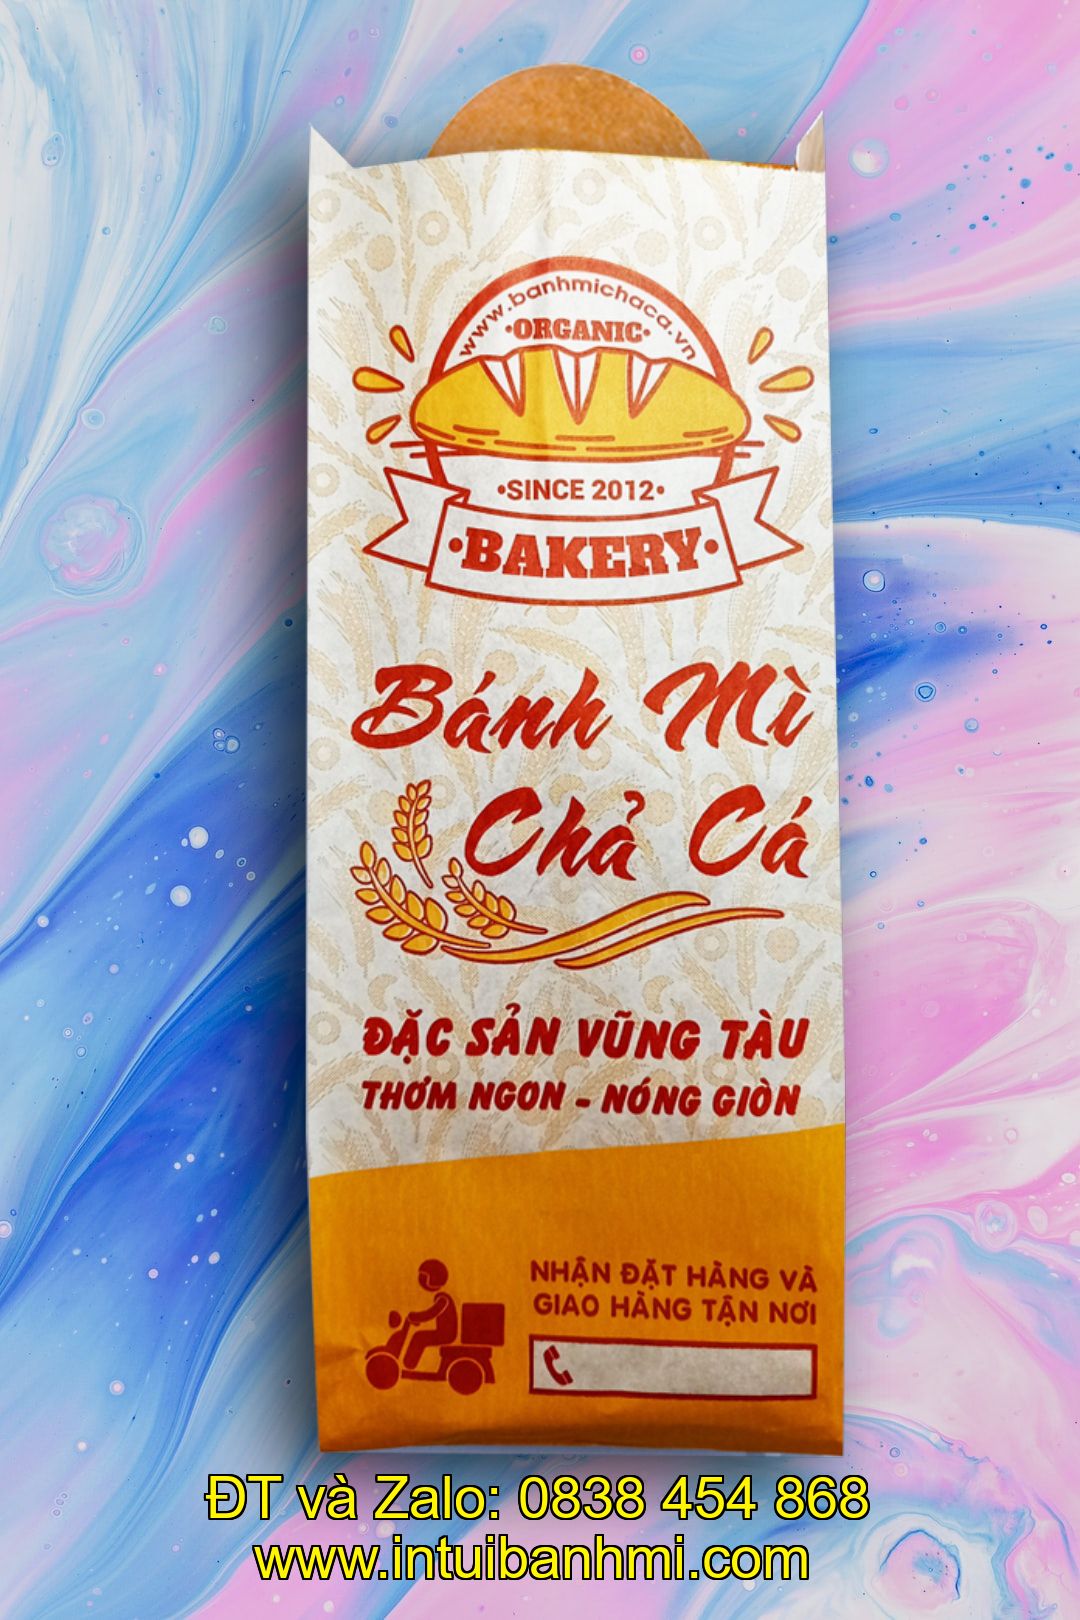 www.banhmichaca.vn
•ORGANIC•
•SINCE 2012•
•BAKERY•
Bánh Mì
Chả Cá
ĐẶC SẢN VŨNG TÀU
THƠM NGON - NÓNG GIÒN
NHẬN ĐẶT HÀNG VÀ
GIAO HÀNG TẬN NƠI
ĐT và Zalo: 0838 454 868
www.intuibanhmi.com